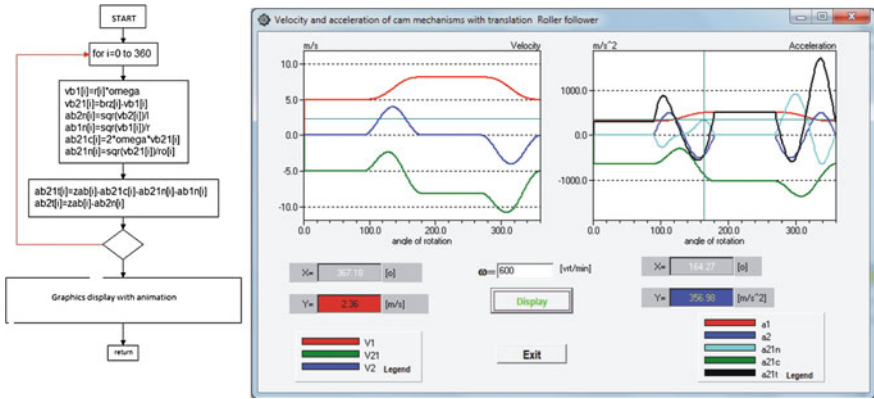 START
for i=0 to 360
vb1[i]=r[i]*omega
vb21[i]=brz[i]-vb1[i]
ab2n[i]=sqr(vb2[i])/l
ab1n[i]=sqr(vb1[i])/r
ab21c[i]=2*omega*vb21[i]
ab21n[i]=sqr(vb21[i])/ro[i]
ab21t[i]=zab[i]-ab21c[i]-ab21n[i]-ab1n[i]
ab2t[i]=zab[i]-ab2n[i]
Graphics display with animation
return
Velocity and acceleration of cam mechanisms with translation Roller follower
m/s
Velocity
10.0
5.0
0.0
-5.0
-10.0
0.0
100.0
200.0
300.0
angle of rotation
m/s^2
Acceleration
1000.0
0.0
-1000.0
0.0
100.0
200.0
300.0
angle of rotation
X= 367.18 [o]
Y= 2.36 [m/s]
ω= 600 [vrt/min]
Display
Exit
X= 164.27 [o]
Y= 356.98 [m/s^2]
V1
V21
V2 Legend
a1
a2
a21n
a21c
a21t Legend